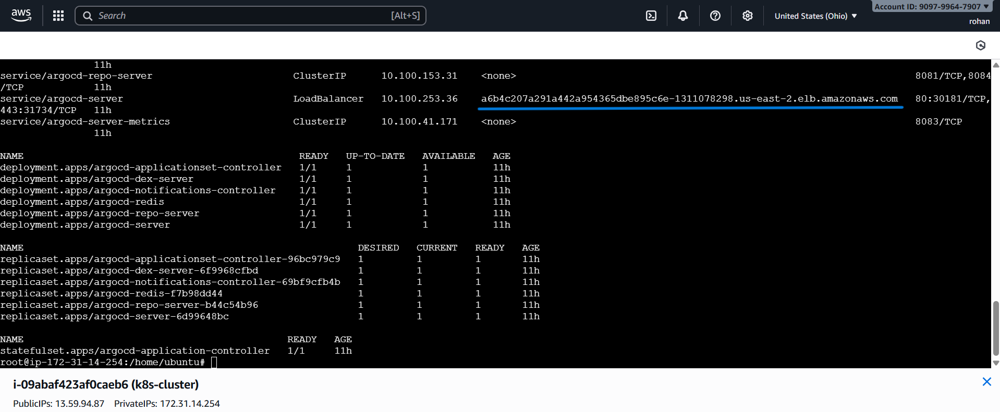 aws
Search [Alt+S]
United States (Ohio)
Account ID: 9097-9964-7907
rohan
11h
service/argocd-repo-server ClusterIP 10.100.153.31 <none> 8081/TCP,8084
/TCP 11h
service/argocd-server LoadBalancer 10.100.253.36 a6b4c207a291a442a954365dbe895c6e-1311078298.us-east-2.elb.amazonaws.com 80:30181/TCP,
443:31734/TCP 11h
service/argocd-server-metrics ClusterIP 10.100.41.171 <none> 8083/TCP
11h
NAME READY UP-TO-DATE AVAILABLE AGE
deployment.apps/argocd-applicationset-controller 1/1 1 1 11h
deployment.apps/argocd-dex-server 1/1 1 1 11h
deployment.apps/argocd-notifications-controller 1/1 1 1 11h
deployment.apps/argocd-redis 1/1 1 1 11h
deployment.apps/argocd-repo-server 1/1 1 1 11h
deployment.apps/argocd-server 1/1 1 1 11h
NAME DESIRED CURRENT READY AGE
replicaset.apps/argocd-applicationset-controller-96bc979c9 1 1 1 11h
replicaset.apps/argocd-dex-server-6f9968cfbd 1 1 1 11h
replicaset.apps/argocd-notifications-controller-69bf9cfb4b 1 1 1 11h
replicaset.apps/argocd-redis-f7b98dd44 1 1 1 11h
replicaset.apps/argocd-repo-server-b44c54b96 1 1 1 11h
replicaset.apps/argocd-server-6d99648bc 1 1 1 11h
NAME READY AGE
statefulset.apps/argocd-application-controller 1/1 11h
root@ip-172-31-14-254:/home/ubuntu#
i-09abaf423af0caeb6 (k8s-cluster)
PublicIPs: 13.59.94.87 PrivateIPs: 172.31.14.254